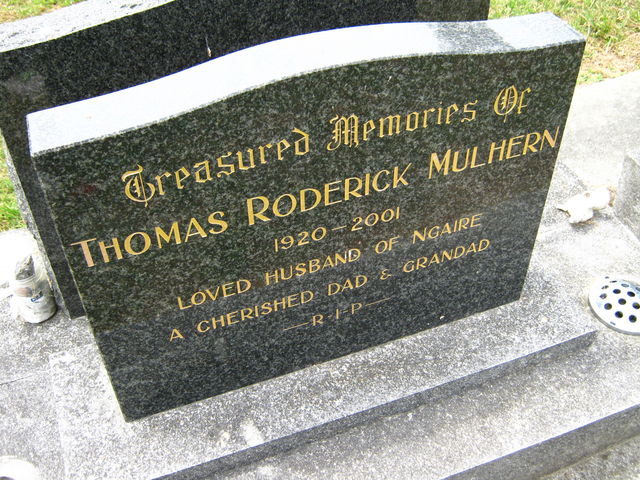 Treasured Memories Of
THOMAS RODERICK MULHERN
1920-2001
LOVED HUSBAND OF NGAIRE
A CHERISHED DAD & GRANDAD
—R I P—